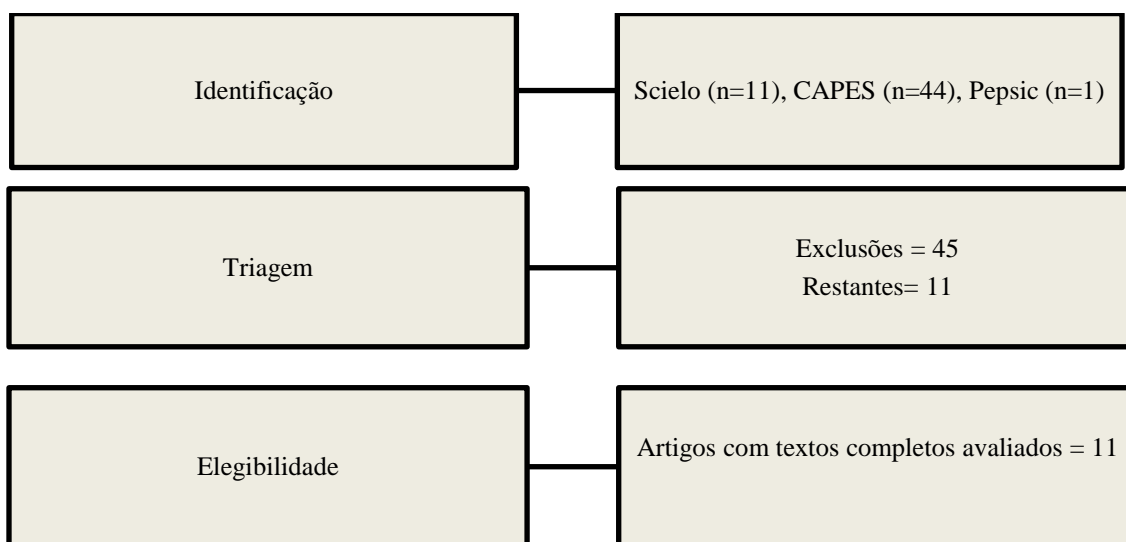 Identificação
Scielo (n=11), CAPES (n=44), Pepsic (n=1)
Triagem
Exclusões = 45
Restantes= 11
Elegibilidade
Artigos com textos completos avaliados = 11